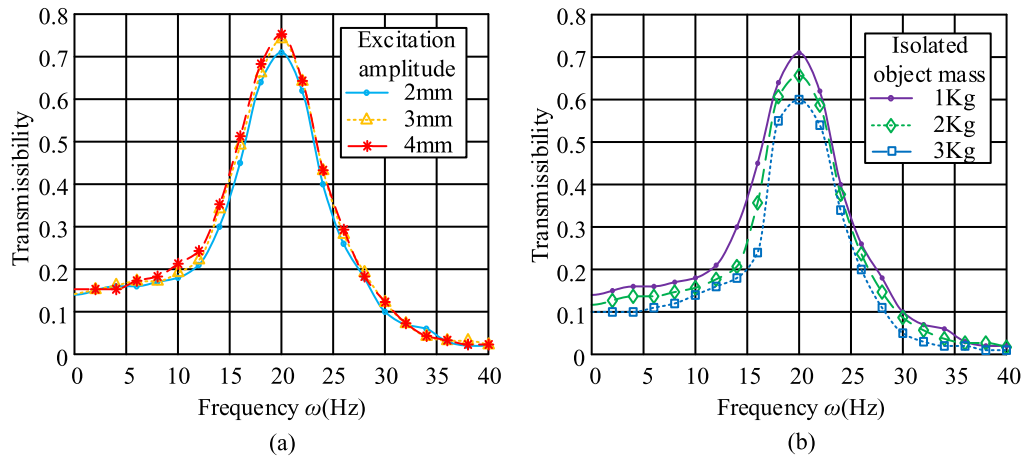 0.8
0.7
0.6
0.5
0.4
0.3
0.2
0.1
0
Transmissibility
Excitation
amplitude
2mm
3mm
4mm
0 5 10 15 20 25 30 35 40
Frequency ω(Hz)
(a)
0.8
0.7
0.6
0.5
0.4
0.3
0.2
0.1
0
Transmissibility
Isolated
object mass
1Kg
2Kg
3Kg
0 5 10 15 20 25 30 35 40
Frequency ω(Hz)
(b)